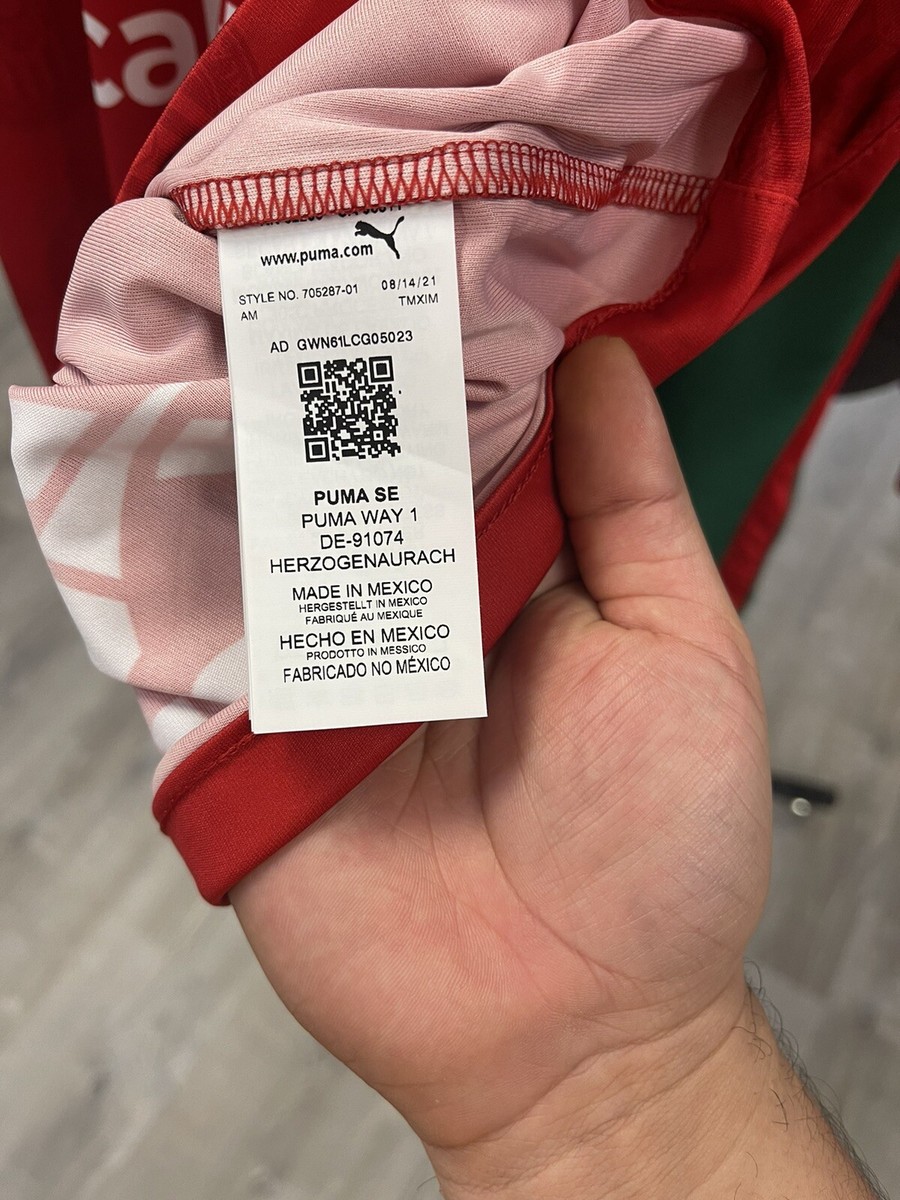 www.puma.com
STYLE NO. 705287-01 08/14/21
AM TMXIM
AD GWN61LCG05023
PUMA SE
PUMA WAY 1
DE-91074
HERZOGENAURACH
MADE IN MEXICO
HERGESTELLT IN MEXICO
FABRIQUÉ AU MEXIQUE
HECHO EN MEXICO
PRODOTTO IN MESSICO
FABRICADO NO MÉXICO